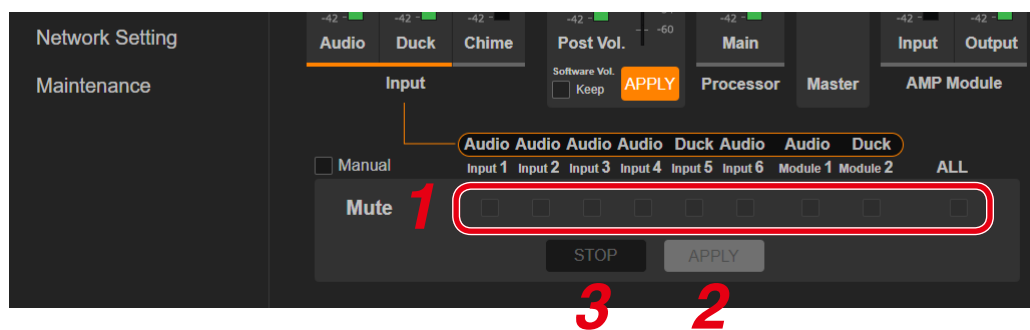 -42 - -42 - -42 - -42 - -42 - -42 -
Network Setting Audio Duck Chime Post Vol. - -60 Main Input Output
Software Vol.
Maintenance Input Keep APPLY Processor Master AMP Module
Audio Audio Audio Audio Duck Audio Audio Duck
Manual Input 1 Input 2 Input 3 Input 4 Input 5 Input 6 Module 1 Module 2 ALL
Mute 1
STOP APPLY
3 2